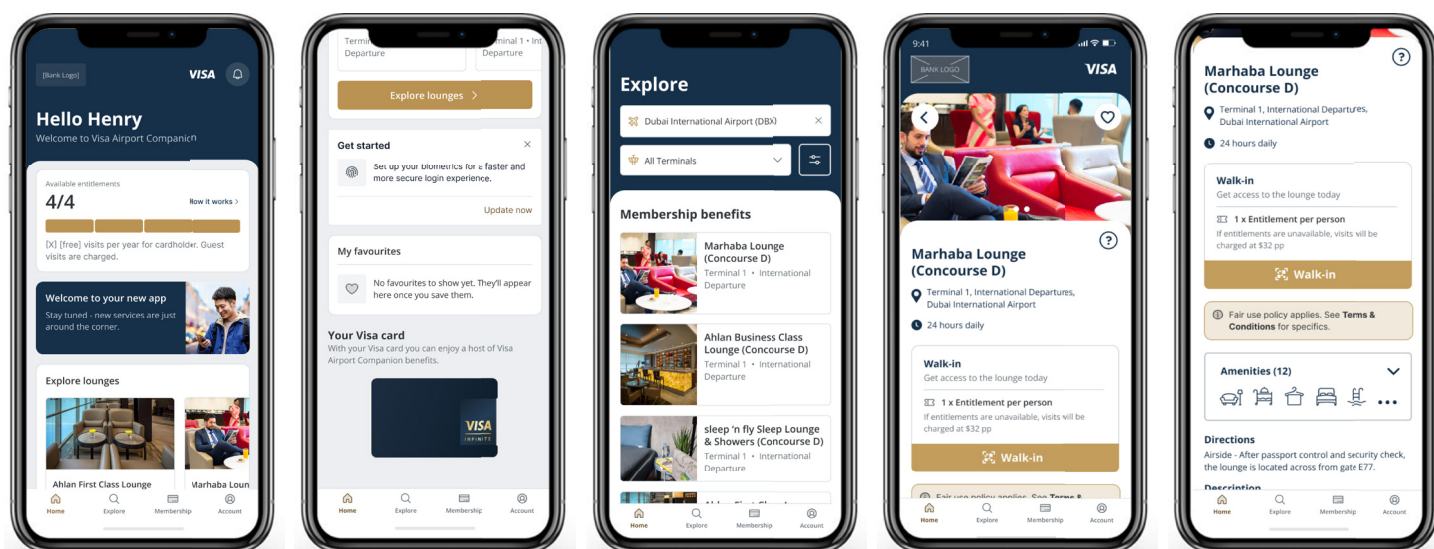 [Bank Logo]
VISA
Hello Henry
Welcome to Visa Airport Companion
Available entitlements
4/4
How it works >
[X] [free] visits per year for cardholder. Guest
visits are charged.
Welcome to your new app
Stay tuned - new services are just
around the corner.
Explore lounges
Ahlan First Class Lounge
Marhaba Loun
Home
Explore
Membership
Account
Departure
Terminal 1 • Int
Departure
Explore lounges >
Get started
Set up your biometrics for a faster and
more secure login experience.
Update now
My favourites
No favourites to show yet. They'll appear
here once you save them.
Your Visa card
With your Visa card you can enjoy a host of Visa
Airport Companion benefits.
VISA
INFINITE
Home
Explore
Membership
Account
Explore
Dubai International Airport (DBX)
All Terminals
Membership benefits
Marhaba Lounge
(Concourse D)
Terminal 1 • International
Departure
Ahlan Business Class
Lounge (Concourse D)
Terminal 1 • International
Departure
sleep 'n fly Sleep Lounge
& Showers (Concourse D)
Terminal 1 • International
Departure
Home
Explore
Membership
Account
9:41
BANK LOGO
VISA
Marhaba Lounge
(Concourse D)
Terminal 1, International Departures,
Dubai International Airport
24 hours daily
Walk-in
Get access to the lounge today
1 x Entitlement per person
If entitlements are unavailable, visits will be
charged at $32 pp
Walk-in
Fair use policy applies. See Terms &
Home
Explore
Membership
Account
Marhaba Lounge
(Concourse D)
Terminal 1, International Departures,
Dubai International Airport
24 hours daily
Walk-in
Get access to the lounge today
1 x Entitlement per person
If entitlements are unavailable, visits will be
charged at $32 pp
Walk-in
Fair use policy applies. See Terms &
Conditions for specifics.
Amenities (12)
Directions
Airside - After passport control and security check,
the lounge is located across from gate E77.
Description
Home
Explore
Membership
Account